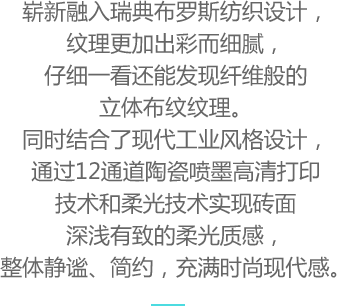 崭新融入瑞典布罗斯纺织设计，
纹理更加出彩而细腻，
仔细一看还能发现纤维般的
立体布纹纹理。
同时结合了现代工业风格设计，
通过12通道陶瓷喷墨高清打印
技术和柔光技术实现砖面
深浅有致的柔光质感，
整体静谧、简约，充满时尚现代感。